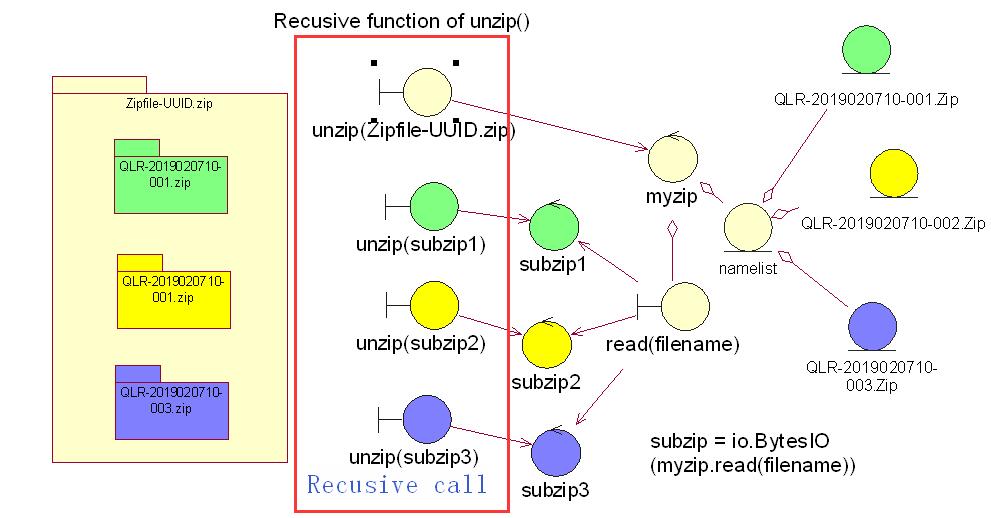 Recusive function of unzip()
Zipfile-UUID.zip
QLR-2019020710-
001.zip
QLR-2019020710-
001.zip
QLR-2019020710-
003.zip
unzip(Zipfile-UUID.zip)
unzip(subzip1)
unzip(subzip2)
unzip(subzip3)
Recusive call
subzip1
subzip2
subzip3
myzip
read(filename)
namelist
QLR-2019020710-001.Zip
QLR-2019020710-002.Zip
QLR-2019020710-
003.Zip
subzip = io.BytesIO
(myzip.read(filename))